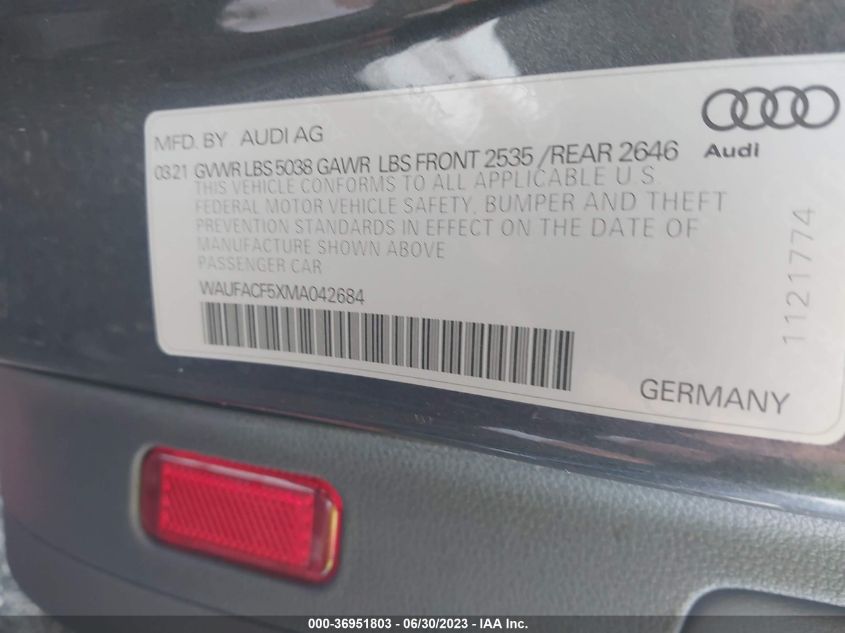 MFD. BY AUDI AG
Audi
0321 GVWR LBS 5038 GAWR LBS FRONT 2535 /REAR 2646
THIS VEHICLE CONFORMS TO ALL APPLICABLE U.S.
FEDERAL MOTOR VEHICLE SAFETY, BUMPER AND THEFT
PREVENTION STANDARDS IN EFFECT ON THE DATE OF
MANUFACTURE SHOWN ABOVE
PASSENGER CAR
WAUFACF5XMA042684
1121774
GERMANY
000-36951803 - 06/30/2023 - IAA Inc.